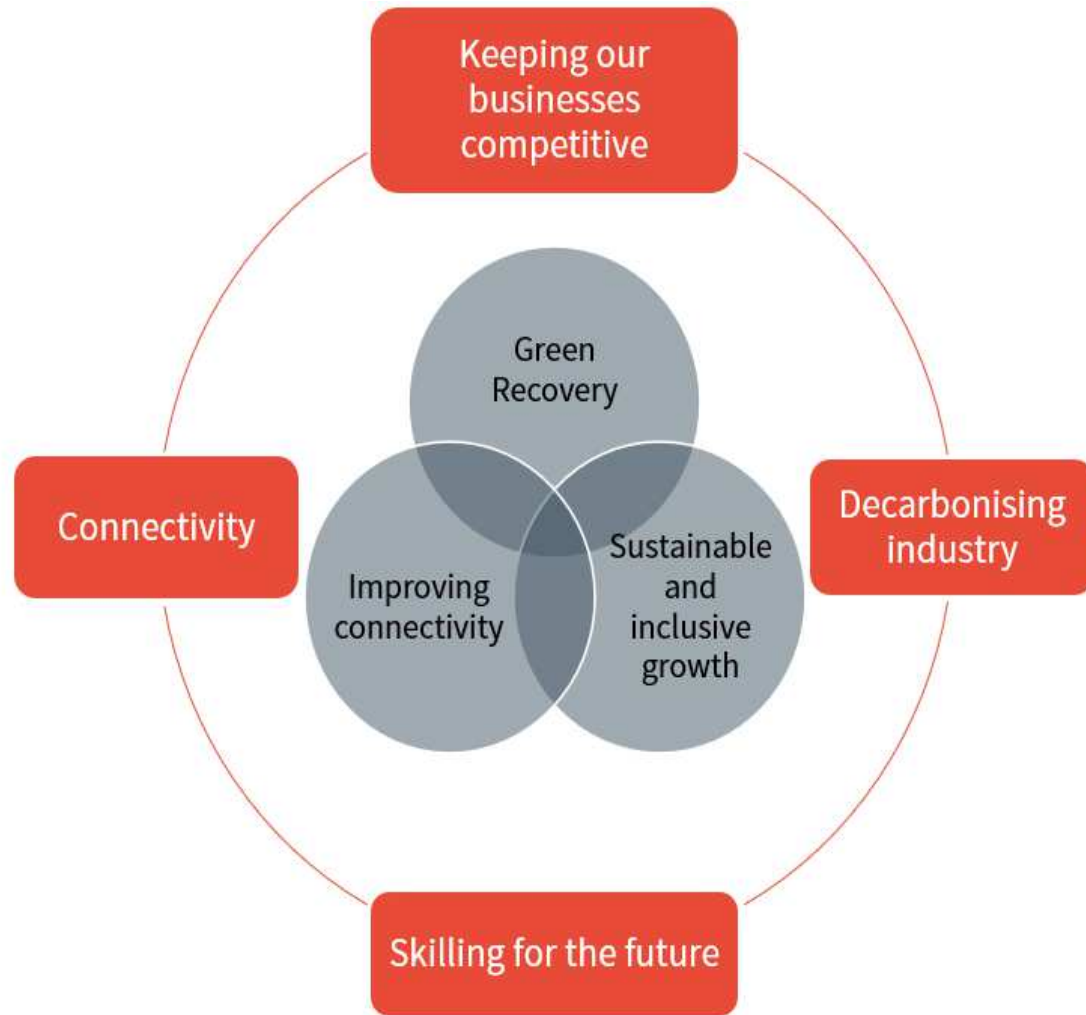 Keeping our
businesses
competitive
Green
Recovery
Connectivity
Decarbonising
industry
Improving
connectivity
Sustainable
and
inclusive
growth
Skilling for the future